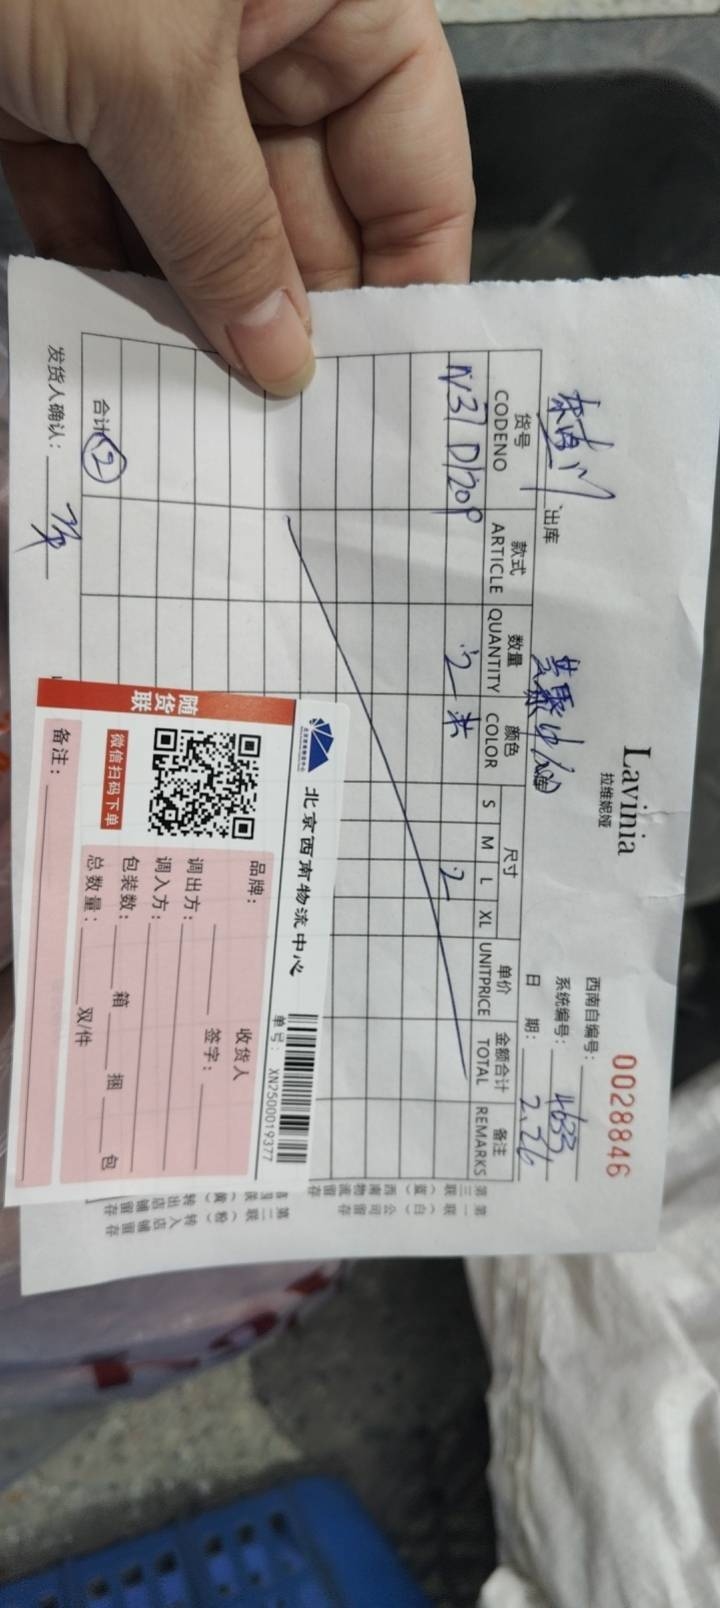 Lavinia
拉维妮娅
0028846
西南自编号：
系统编号： 4633
日 期： 2.26
出库
货号 款式 数量 颜色 尺寸 单价 金额合计 备注
CODENO ARTICLE QUANTITY COLOR S M L XL UNITPRICE TOTAL REMARKS
N31D120P 2 2
合计 2
发货人确认：
北京西南物流中心
单号： XN2500019377
随货联
微信扫码下单
品牌：
收货人
调出方： 签字：
调入方：
包装数： 箱 捆 包
总数量： 双/件
备注：